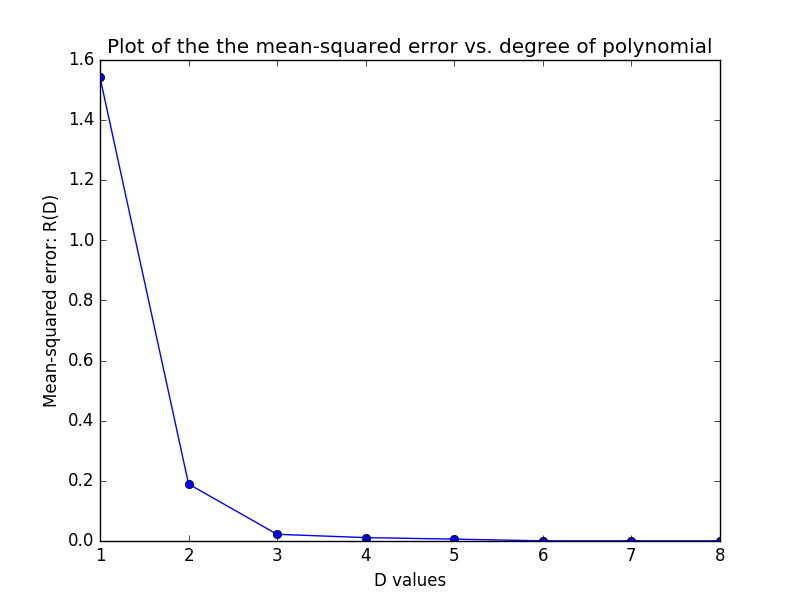 Plot of the the mean-squared error vs. degree of polynomial
1.6
1.4
1.2
1.0
0.8
0.6
0.4
0.2
0.0
Mean-squared error: R(D)
1 2 3 4 5 6 7 8
D values